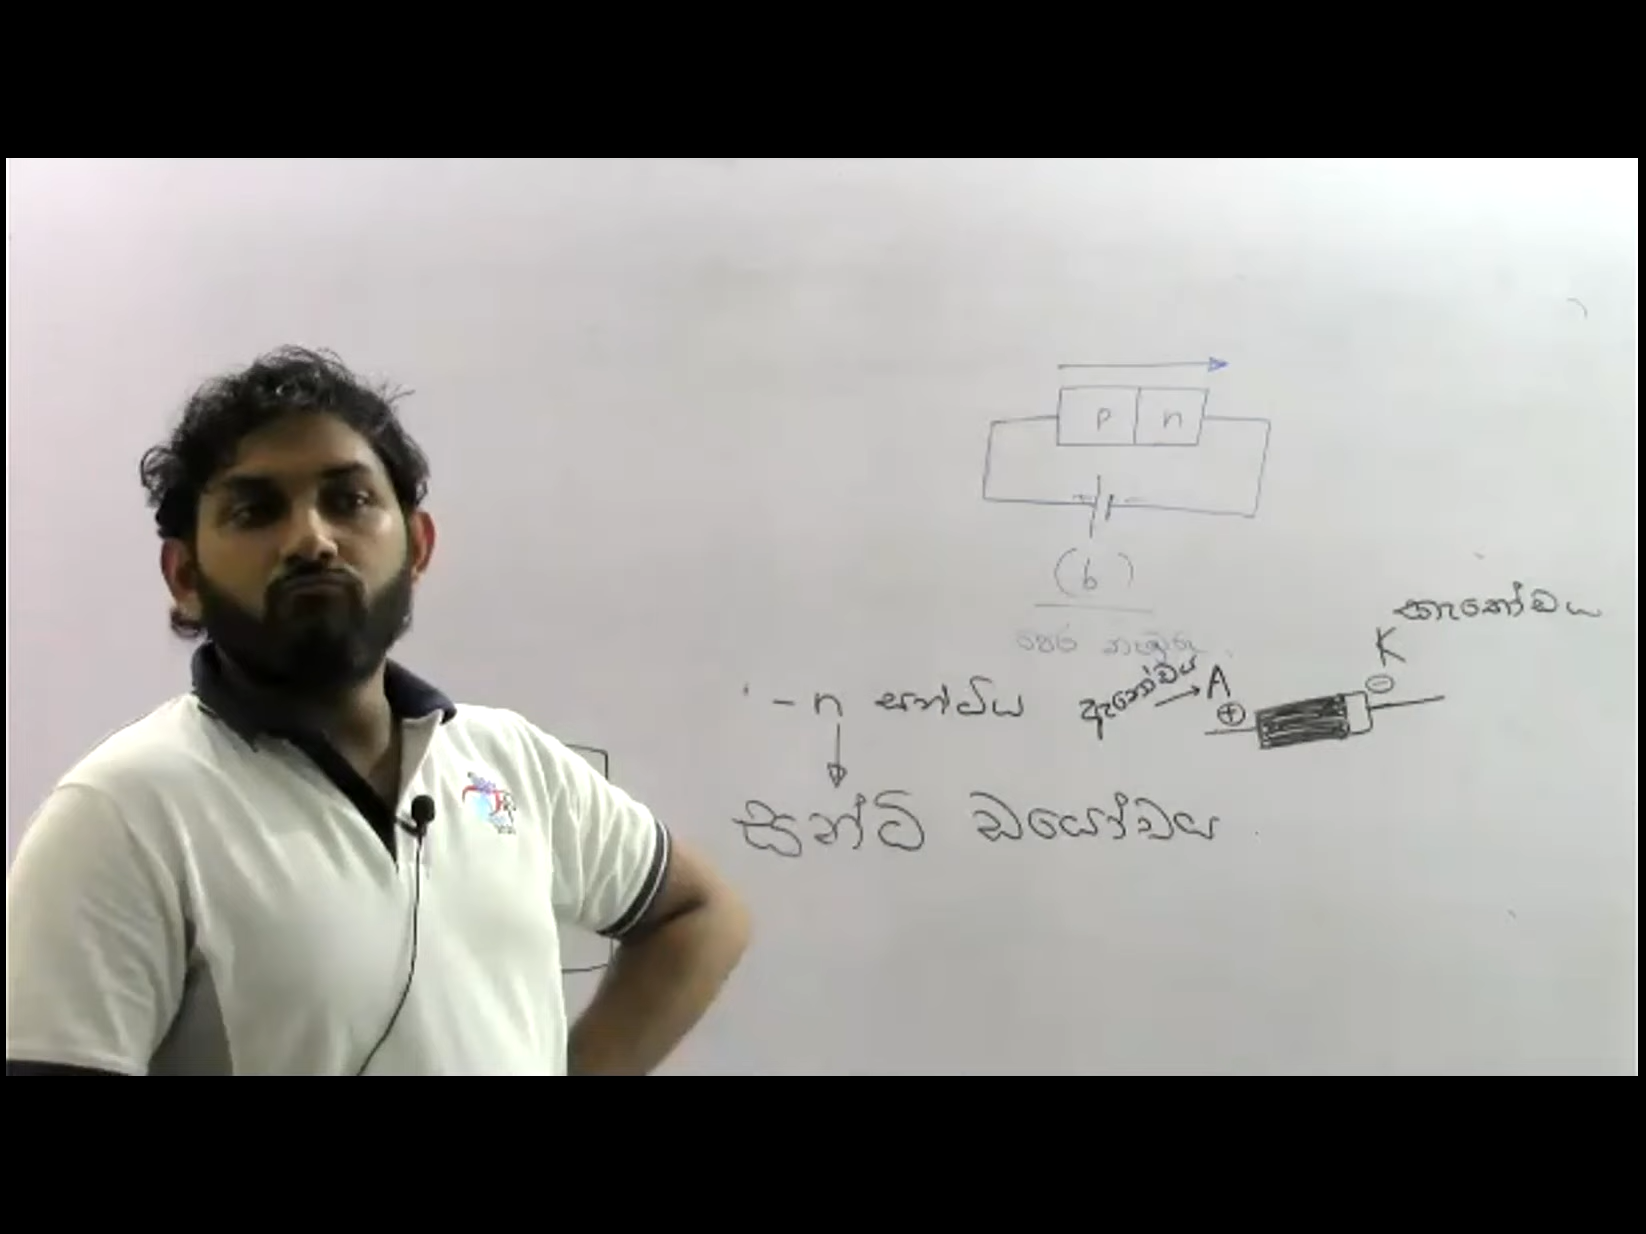 p n
(b)
පෙර නැඹුරු
කැතෝඩය
K
-
ඇනෝඩය → A
+
- n සන්ධිය
සන්ධි ඩයෝඩය